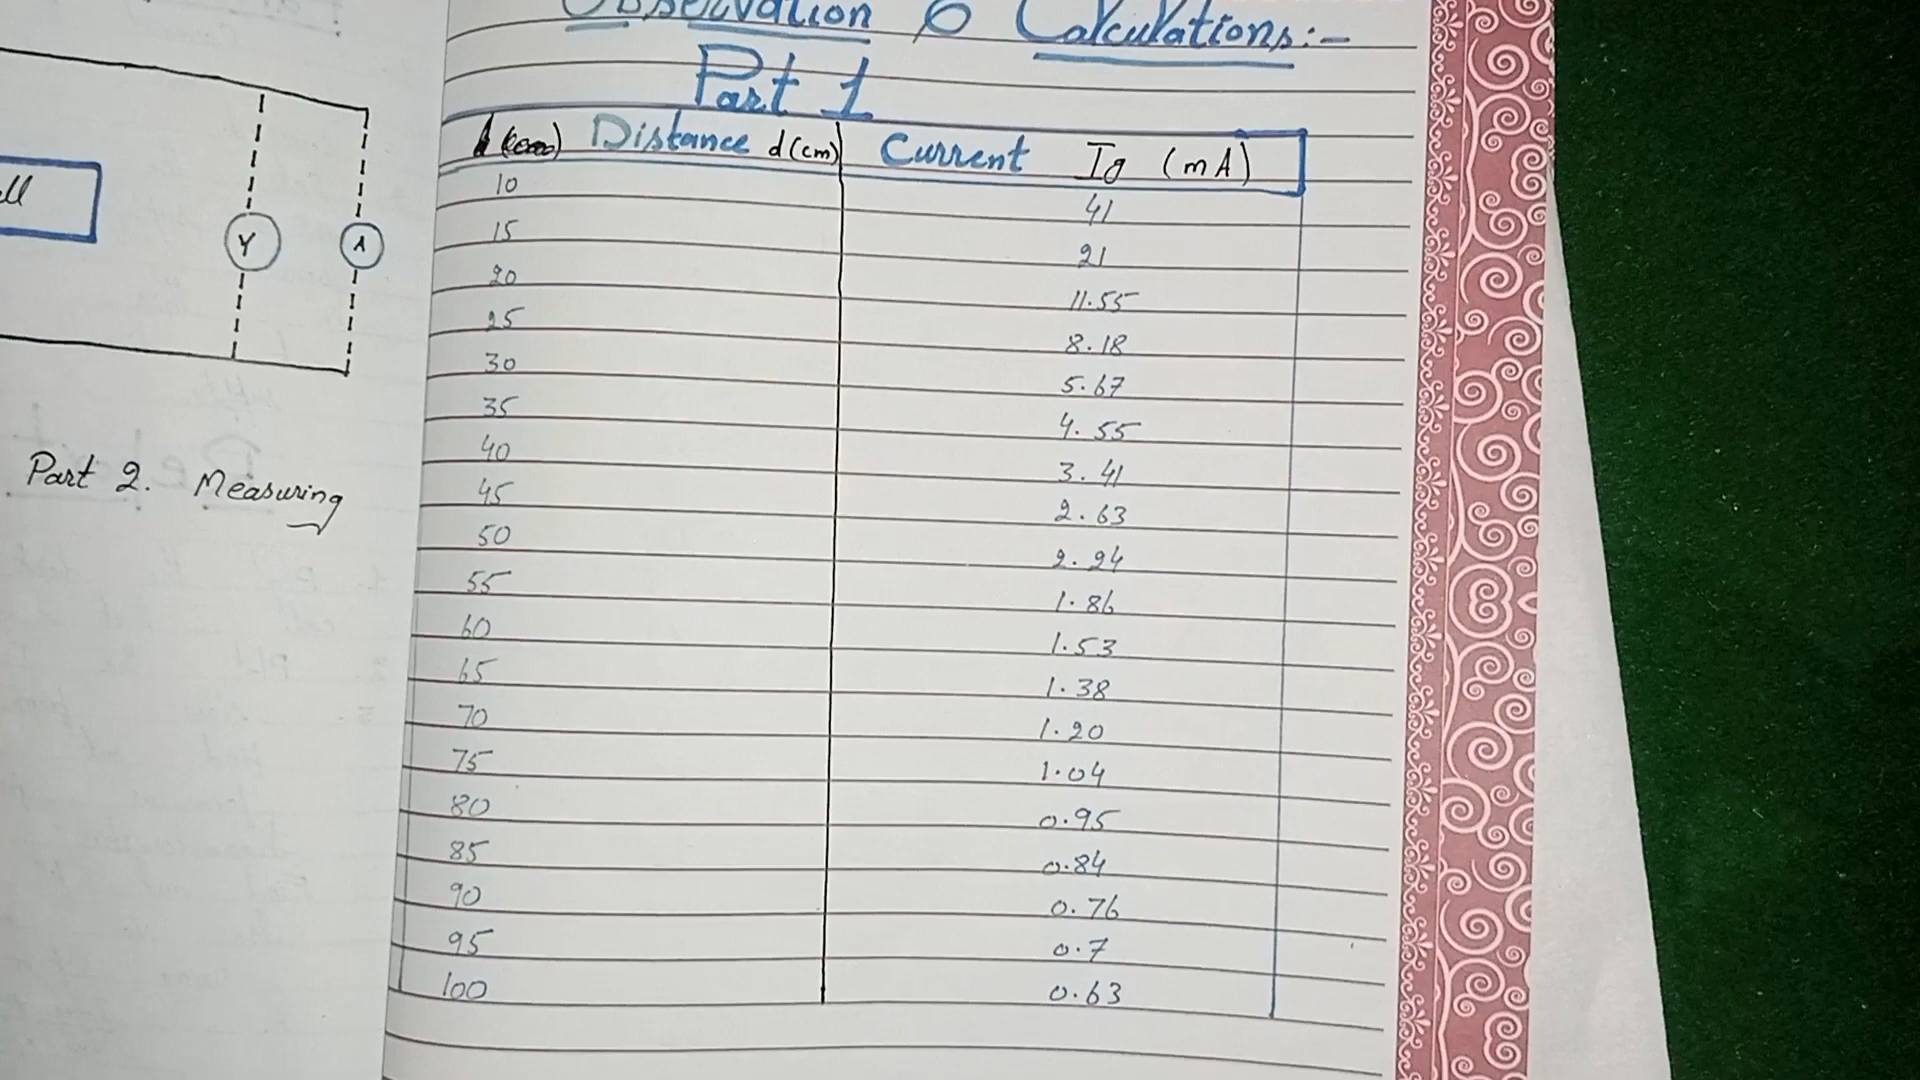 ll
Y
A
Part 2. Measuring
Observation & Calculations:-
Part 1
Distance d(cm) Current Ig (mA)
10 41
15 21
20 11.55
25 8.18
30 5.67
35 4.55
40 3.41
45 2.63
50 2.24
55 1.86
60 1.53
65 1.38
70 1.20
75 1.04
80 0.95
85 0.84
90 0.76
95 0.7
100 0.63